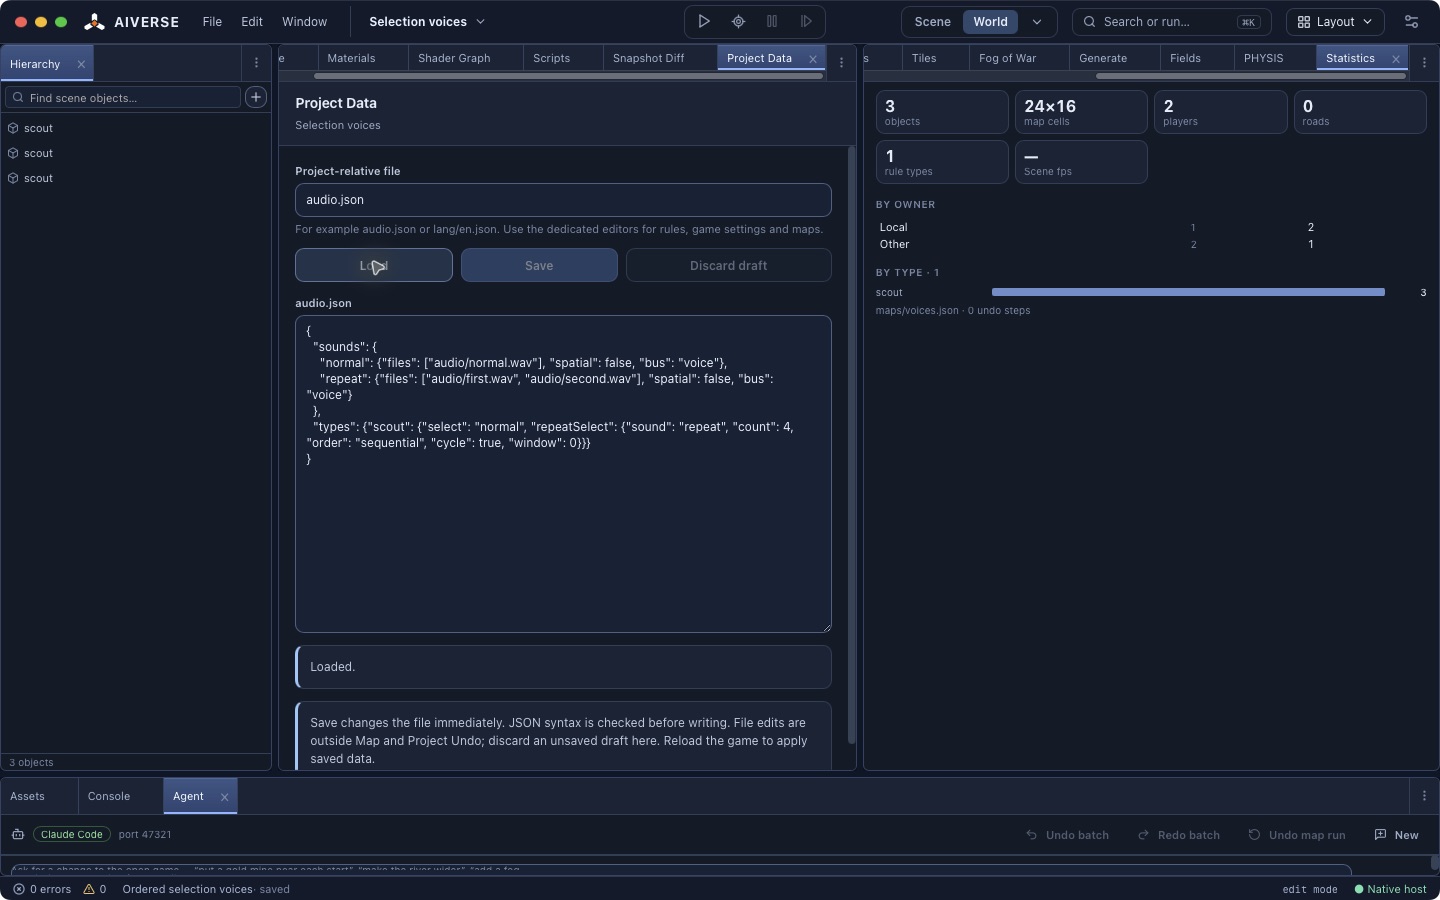 AIVERSE File Edit Window Selection voices Scene World Search or run... ⌘K Layout
Hierarchy
Find scene objects...
scout
scout
scout
3 objects
e Materials Shader Graph Scripts Snapshot Diff Project Data
Project Data
Selection voices
Project-relative file
audio.json
For example audio.json or lang/en.json. Use the dedicated editors for rules, game settings and maps.
Save Discard draft
audio.json
{
"sounds": {
"normal": {"files": ["audio/normal.wav"], "spatial": false, "bus": "voice"},
"repeat": {"files": ["audio/first.wav", "audio/second.wav"], "spatial": false, "bus":
"voice"}
},
"types": {"scout": {"select": "normal", "repeatSelect": {"sound": "repeat", "count": 4,
"order": "sequential", "cycle": true, "window": 0}}}
}
Loaded.
Save changes the file immediately. JSON syntax is checked before writing. File edits are
outside Map and Project Undo; discard an unsaved draft here. Reload the game to apply
saved data.
s Tiles Fog of War Generate Fields PHYSIS Statistics
3 24×16 2 0
objects map cells players roads
1 —
rule types Scene fps
BY OWNER
Local 1 2
Other 2 1
BY TYPE · 1
scout 3
maps/voices.json · 0 undo steps
Assets Console Agent
Claude Code port 47321 Undo batch Redo batch Undo map run New
0 errors 0 Ordered selection voices · saved edit mode Native host